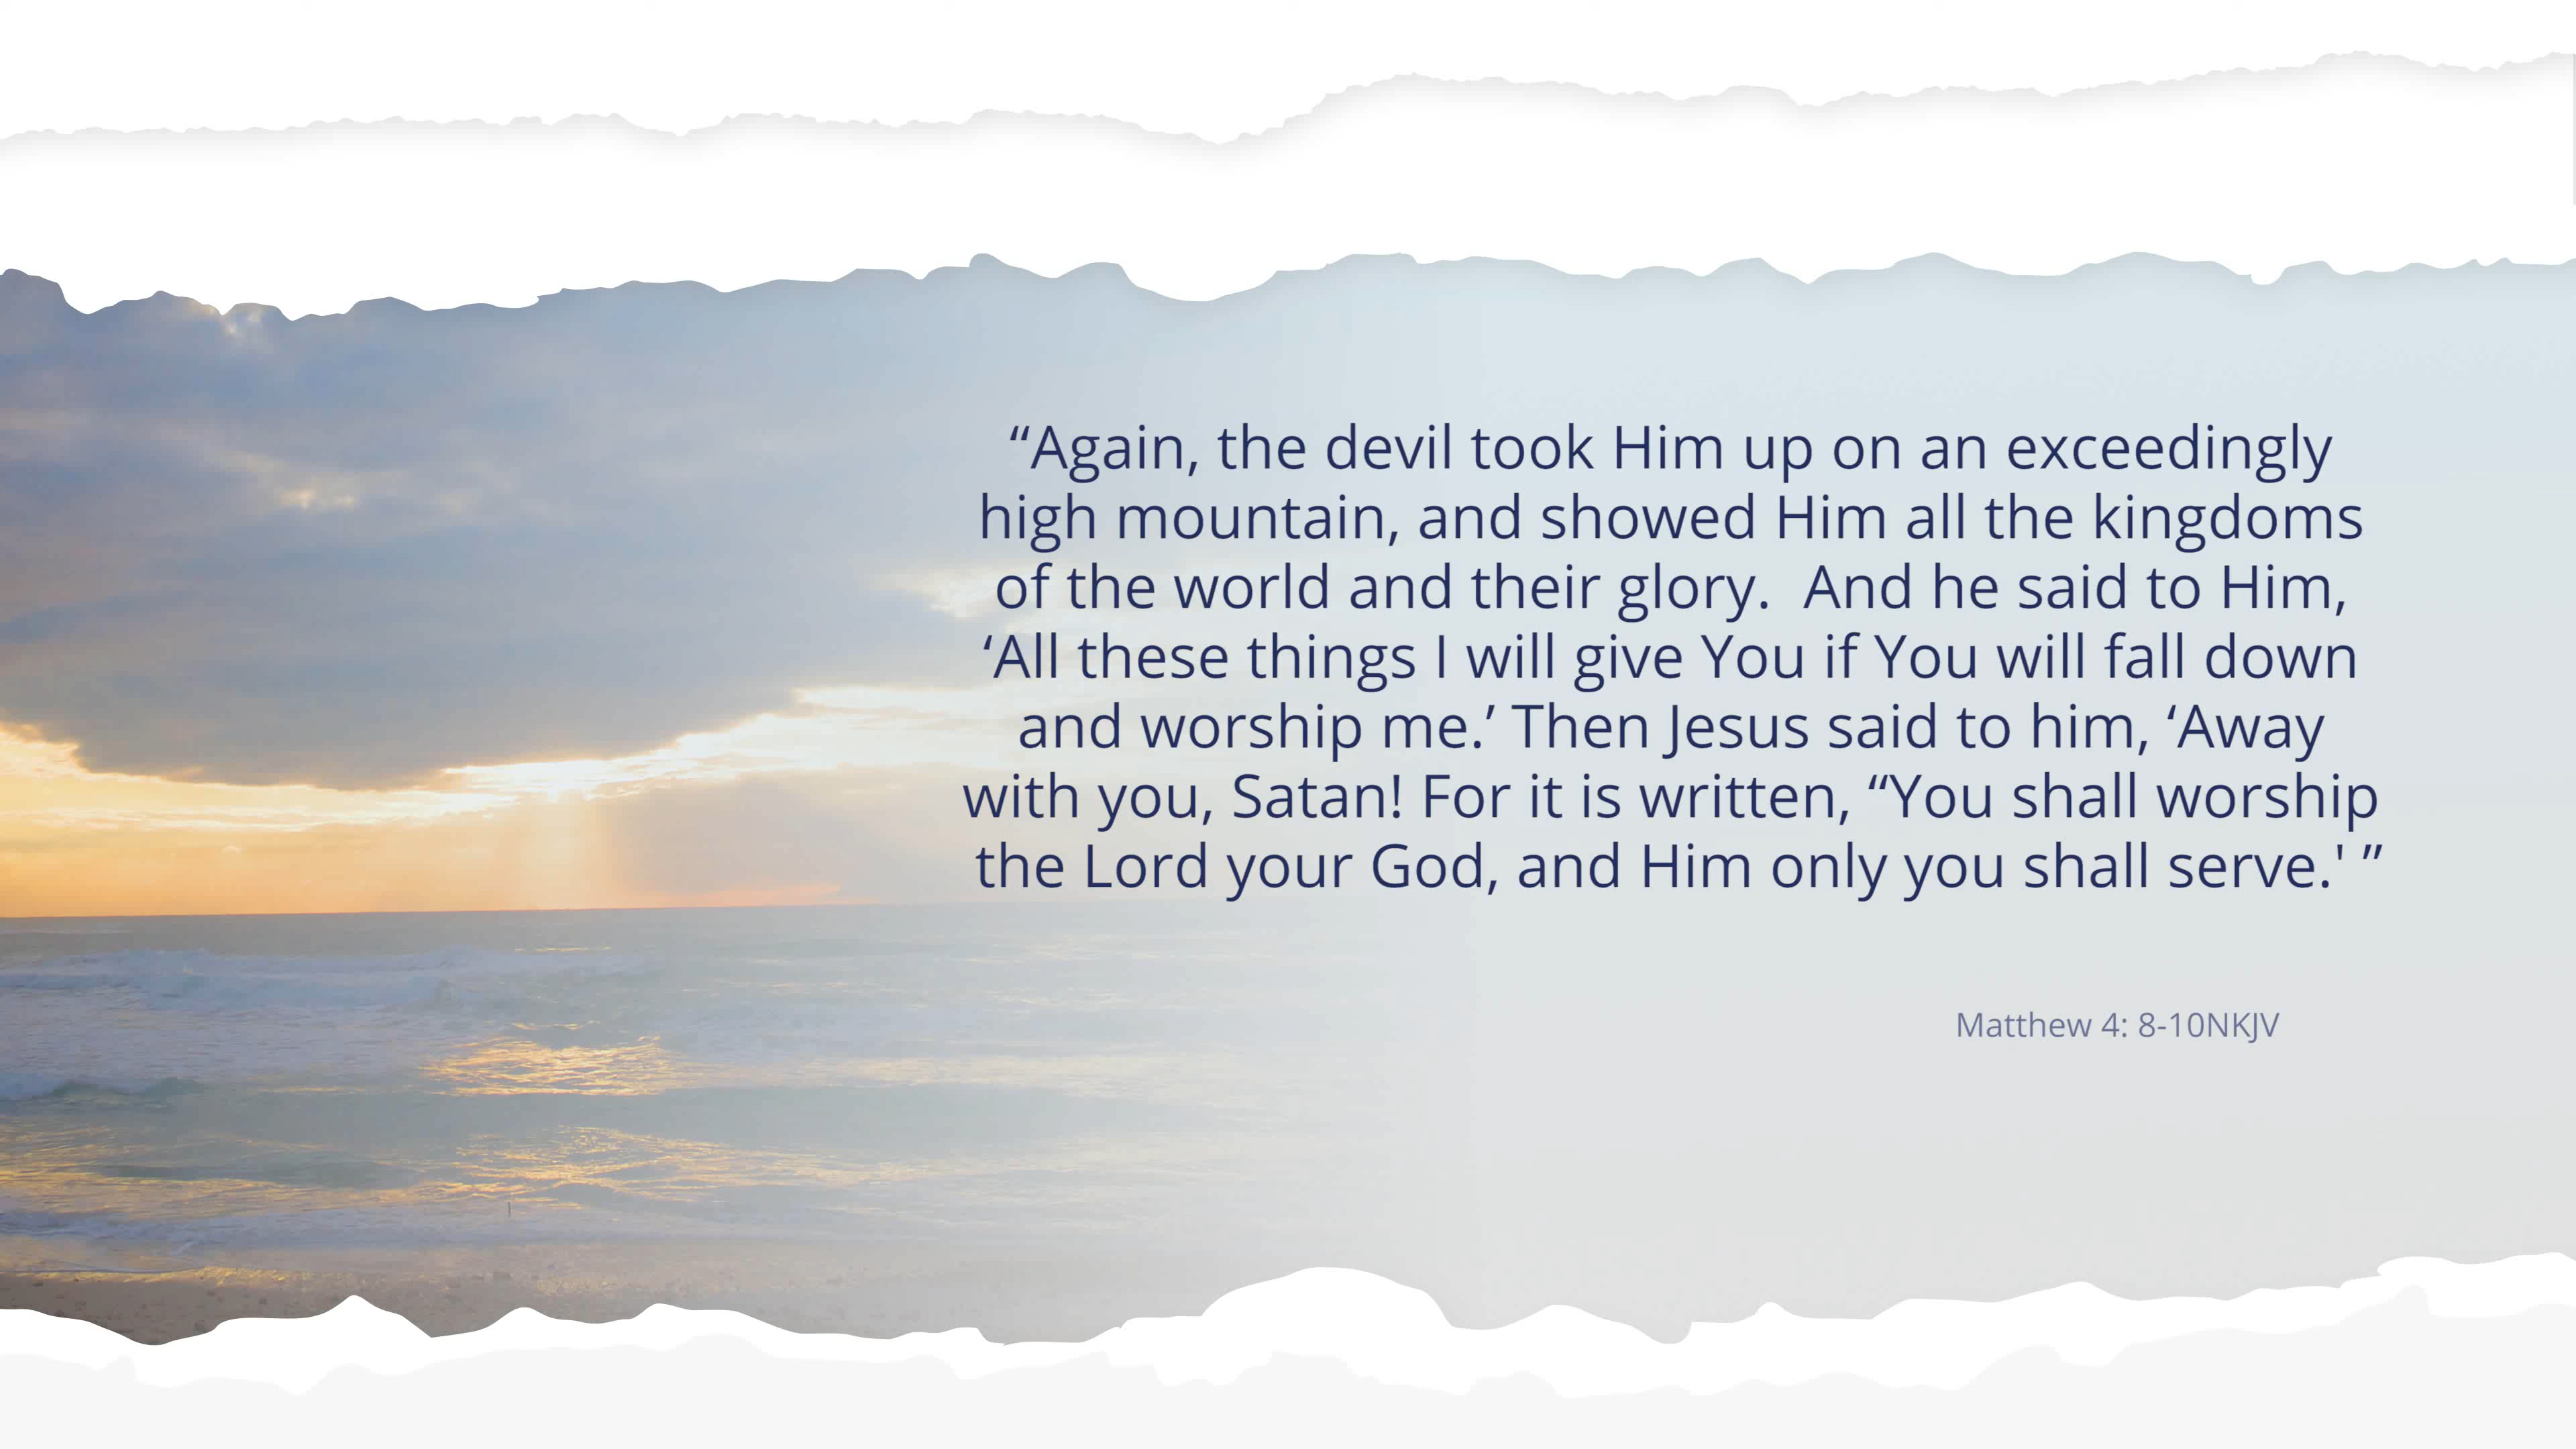 “Again, the devil took Him up on an exceedingly
high mountain, and showed Him all the kingdoms
of the world and their glory.  And he said to Him,
‘All these things I will give You if You will fall down
and worship me.’ Then Jesus said to him, ‘Away
with you, Satan! For it is written, “You shall worship
the Lord your God, and Him only you shall serve.' ”
Matthew 4: 8-10NKJV